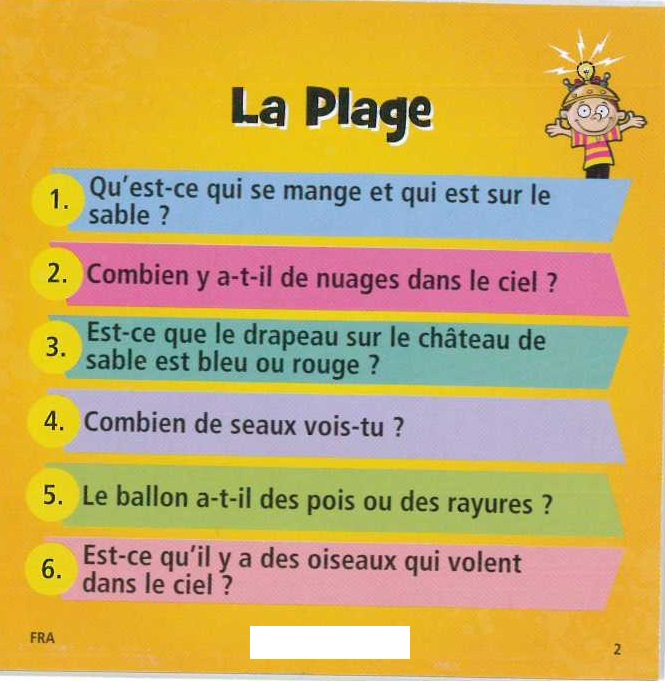 La Plage
1. Qu'est-ce qui se mange et qui est sur le
sable ?
2. Combien y a-t-il de nuages dans le ciel ?
3. Est-ce que le drapeau sur le château de
sable est bleu ou rouge ?
4. Combien de seaux vois-tu ?
5. Le ballon a-t-il des pois ou des rayures ?
6. Est-ce qu'il y a des oiseaux qui volent
dans le ciel ?
FRA
2